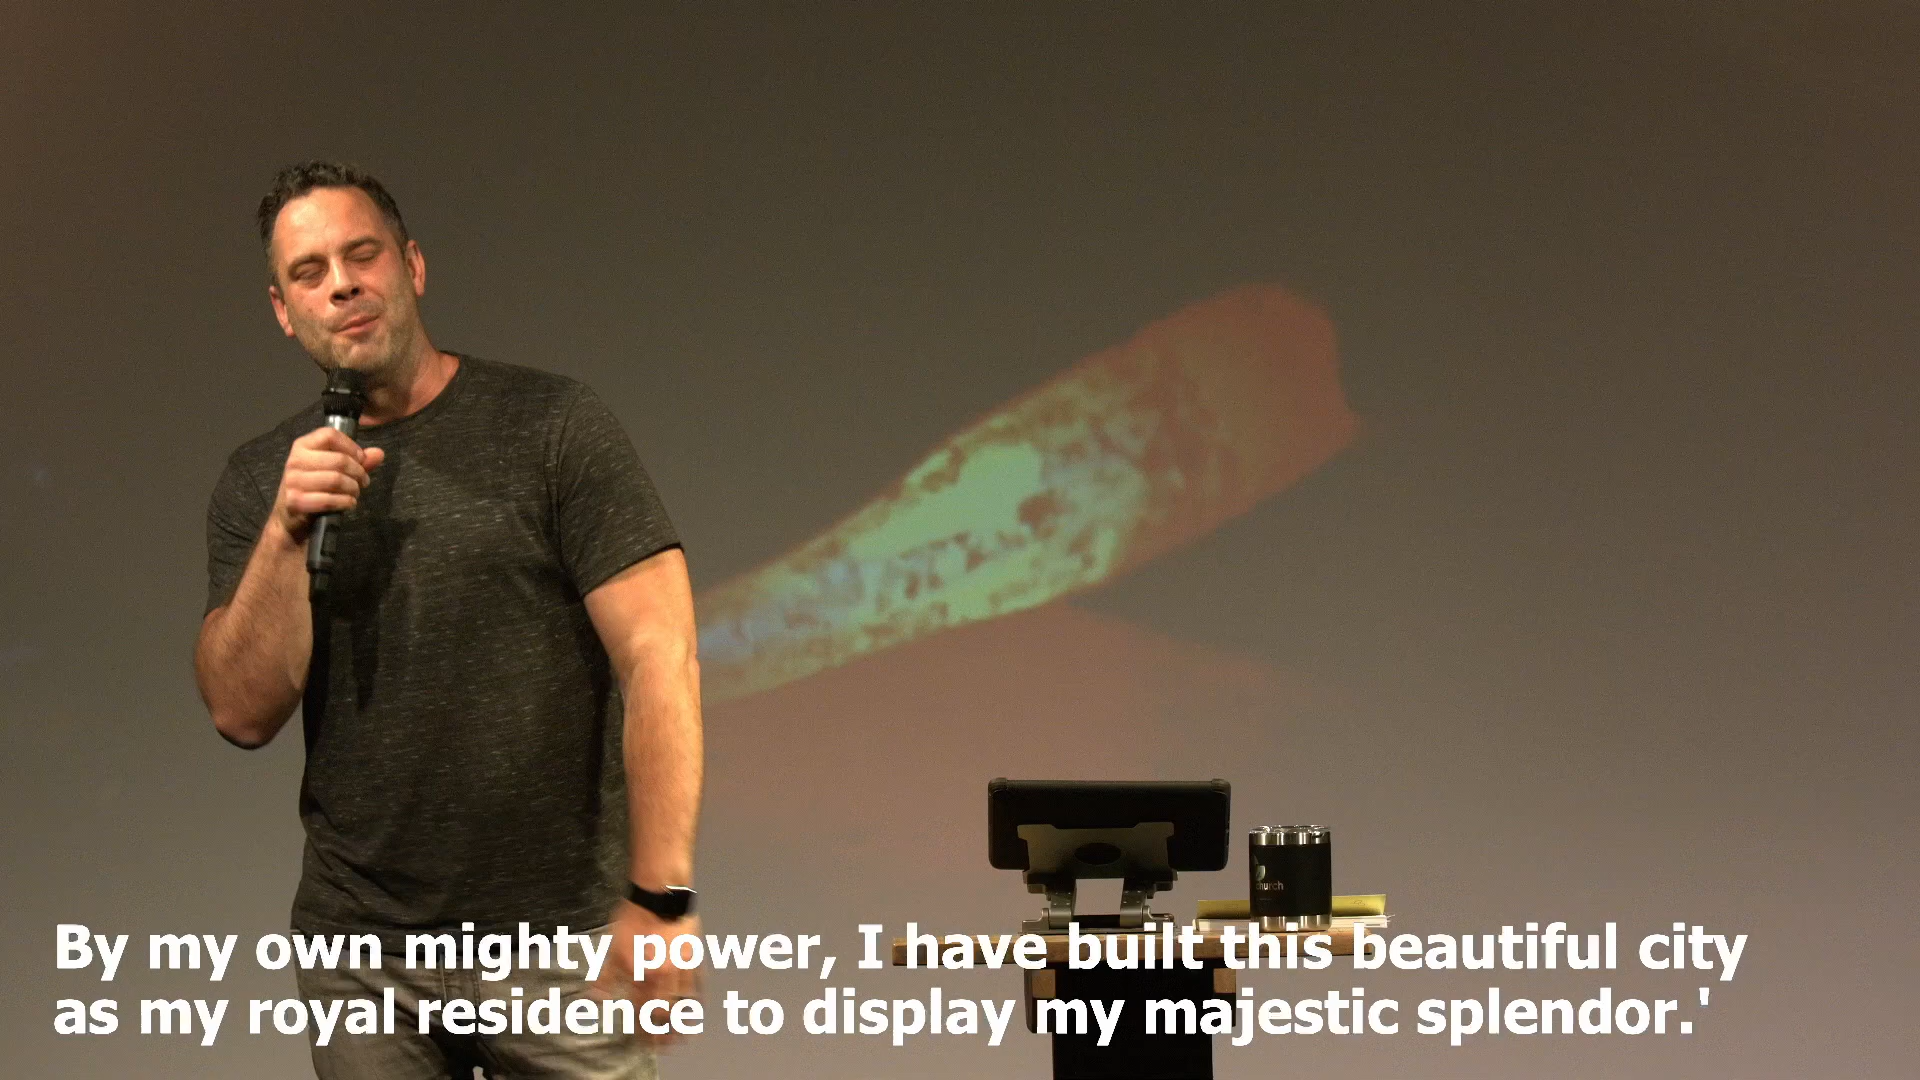 church
By my own mighty power, I have built this beautiful city
as my royal residence to display my majestic splendor.'